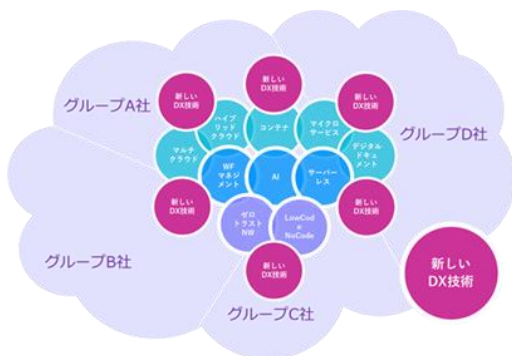 新しい
DX技術
新しい
DX技術
新しい
DX技術
グループA社
ハイブ
リッド
クラウド
コンテナ
マイクロ
サービス
グループD社
マルチ
クラウド
WF
マネジ
メント
AI
サーバー
レス
デジタル
ドキュ
メント
新しい
DX技術
ゼロ
トラスト
NW
LowCod
e
NoCode
新しい
DX技術
グループB社
新しい
DX技術
新しい
DX技術
グループC社